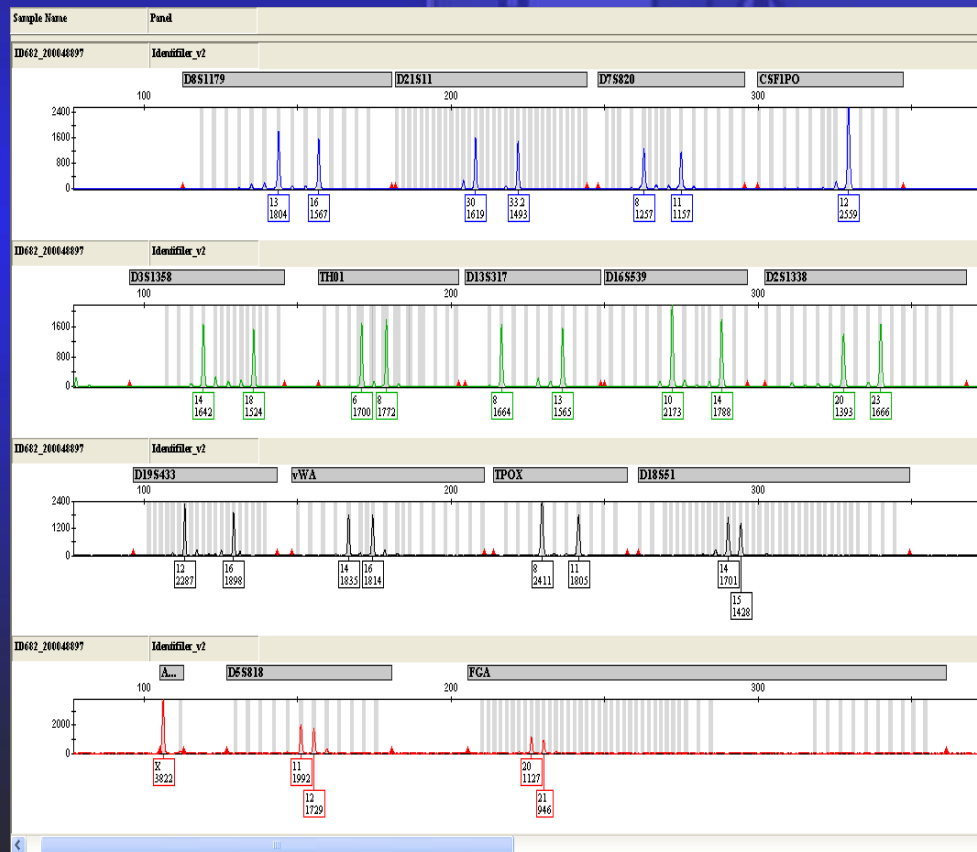 Sample Name Panel
ID682_200048897 Identifiler_v2
D8S1179 D21S11 D7S820 CSF1PO
100 200 300
2400
1600
800
0
13 16 30 33.2 8 11 12
1804 1567 1619 1493 1257 1157 2559
ID682_200048897 Identifiler_v2
D3S1358 TH01 D13S317 D16S539 D2S1338
100 200 300
1600
800
0
14 18 6 8 8 13 10 14 20 23
1642 1524 1700 1772 1664 1565 2173 1788 1393 1666
ID682_200048897 Identifiler_v2
D19S433 vWA TPOX D18S51
100 200 300
2400
1200
0
12 16 14 16 8 11 14
2287 1898 1835 1814 2411 1805 1701
15
1428
ID682_200048897 Identifiler_v2
A... D5S818 FGA
100 200 300
2000
0
X 11 20
3822 1992 1127
12 21
1729 946